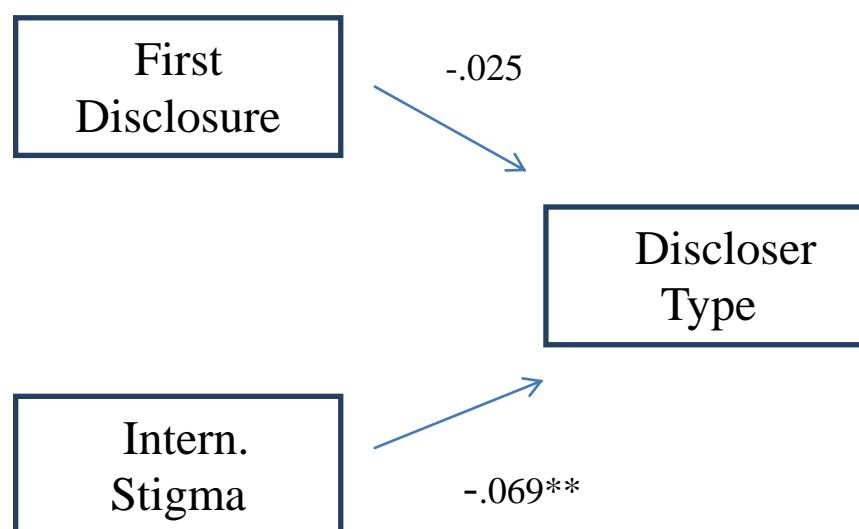 First
Disclosure
-.025
Discloser
Type
Intern.
Stigma
-.069**